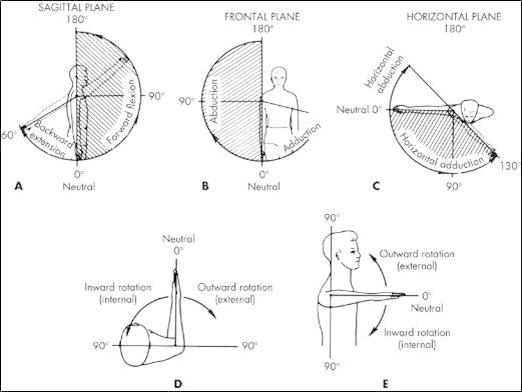 SAGITTAL PLANE
180°
90°
Forward flexion
Backward
extension
60°
0°
Neutral
A
FRONTAL PLANE
180°
90°
Abduction
Adduction
0°
Neutral
B
HORIZONTAL PLANE
180°
Horizontal
abduction
Neutral 0°
Horizontal adduction
130°
90°
C
Neutral
0°
Inward rotation
(internal)
Outward rotation
(external)
90°
90°
D
90°
Outward rotation
(external)
0°
Neutral
Inward rotation
(internal)
90°
E